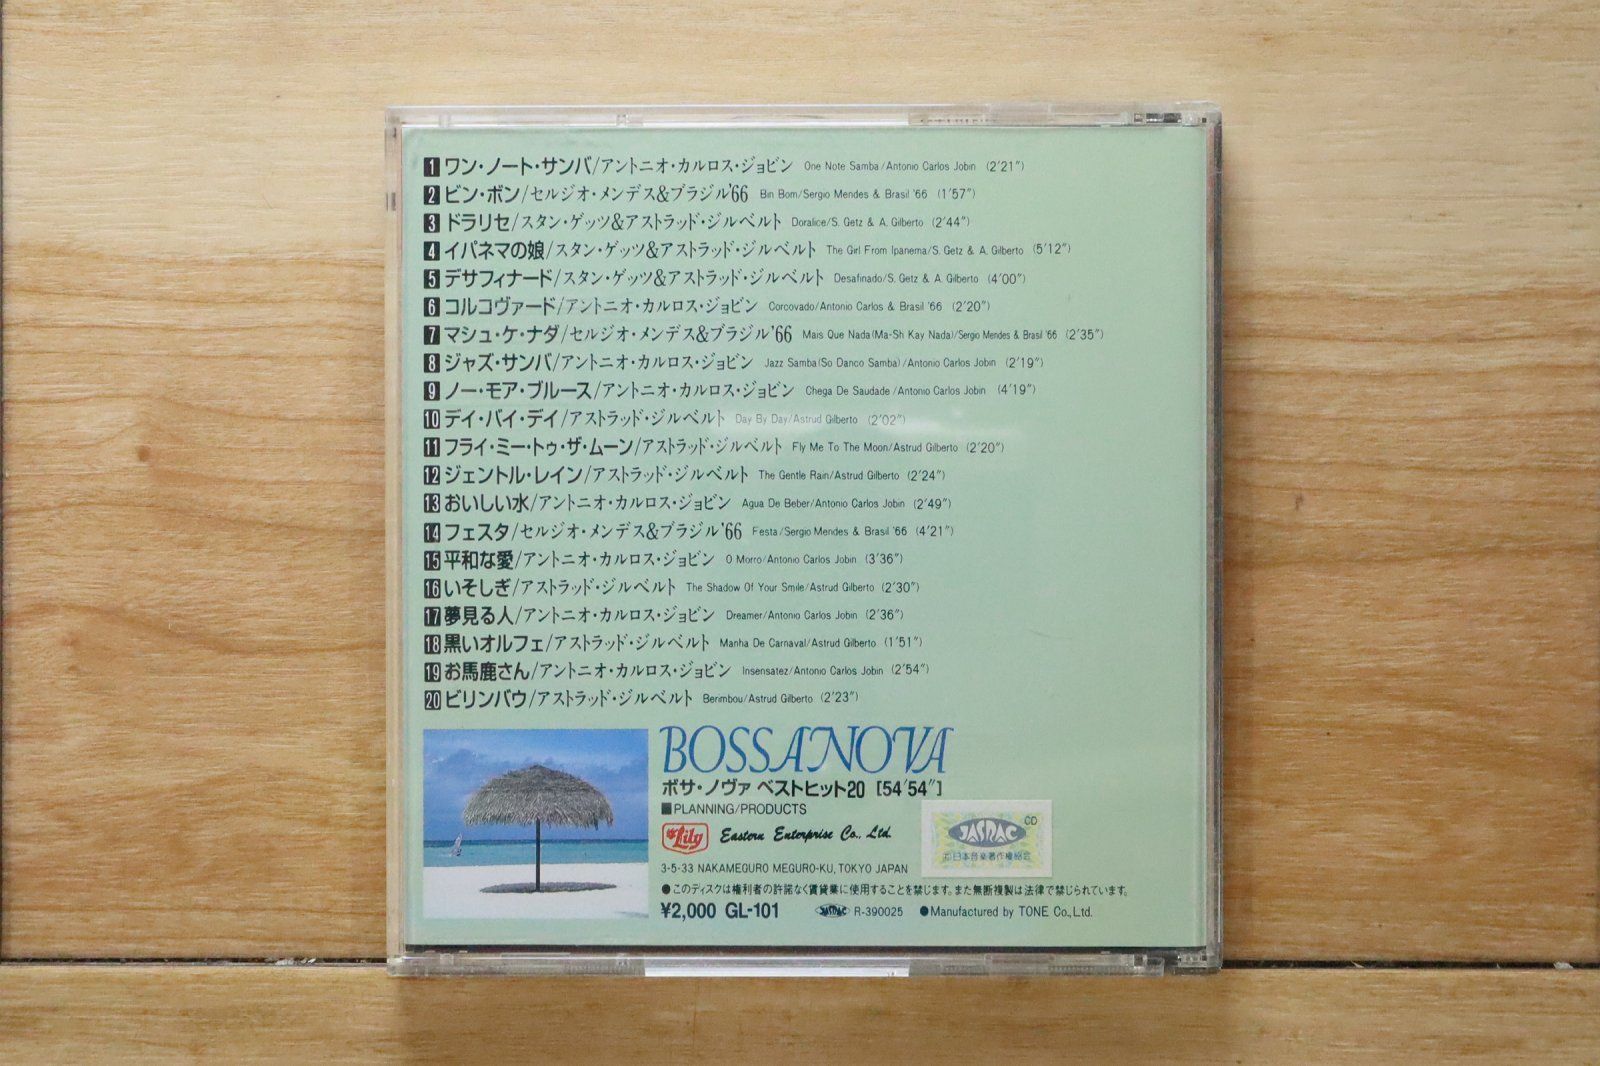 1 ワン・ノート・サンバ/アントニオ・カルロス・ジョビン One Note Samba/Antonio Carlos Jobin (2'21")
2 ビン・ボン/セルジオ・メンデス&ブラジル'66 Bin Bom/Sergio Mendes & Brasil '66 (1'57")
3 ドラリセ/スタン・ゲッツ&アストラッド・ジルベルト Doralice/S. Getz & A. Gilberto (2'44")
4 イパネマの娘/スタン・ゲッツ&アストラッド・ジルベルト The Girl From Ipanema/S. Getz & A. Gilberto (5'12")
5 デサフィナード/スタン・ゲッツ&アストラッド・ジルベルト Desafinado/S. Getz & A. Gilberto (4'00")
6 コルコヴァード/アントニオ・カルロス・ジョビン Corcovado/Antonio Carlos & Brasil '66 (2'20")
7 マシュ・ケ・ナダ/セルジオ・メンデス&ブラジル'66 Mais Que Nada(Ma-Sh Kay Nada)/Sergio Mendes & Brasil '66 (2'35")
8 ジャズ・サンバ/アントニオ・カルロス・ジョビン Jazz Samba(So Danco Samba)/Antonio Carlos Jobin (2'19")
9 ノー・モア・ブルース/アントニオ・カルロス・ジョビン Chega De Saudade/Antonio Carlos Jobin (4'19")
10 デイ・バイ・デイ/アストラッド・ジルベルト Day By Day/Astrud Gilberto (2'02")
11 フライ・ミー・トゥ・ザ・ムーン/アストラッド・ジルベルト Fly Me To The Moon/Astrud Gilberto (2'20")
12 ジェントル・レイン/アストラッド・ジルベルト The Gentle Rain/Astrud Gilberto (2'24")
13 おいしい水/アントニオ・カルロス・ジョビン Agua De Beber/Antonio Carlos Jobin (2'49")
14 フェスタ/セルジオ・メンデス&ブラジル'66 Festa/Sergio Mendes & Brasil '66 (4'21")
15 平和な愛/アントニオ・カルロス・ジョビン O Morro/Antonio Carlos Jobin (3'36")
16 いそしぎ/アストラッド・ジルベルト The Shadow Of Your Smile/Astrud Gilberto (2'30")
17 夢見る人/アントニオ・カルロス・ジョビン Dreamer/Antonio Carlos Jobin (2'36")
18 黒いオルフェ/アストラッド・ジルベルト Manha De Carnaval/Astrud Gilberto (1'51")
19 お馬鹿さん/アントニオ・カルロス・ジョビン Insensatez/Antonio Carlos Jobin (2'54")
20 ビリンバウ/アストラッド・ジルベルト Berimbou/Astrud Gilberto (2'23")
BOSSANOVA
ボサ・ノヴァ ベストヒット20 [54'54"]
■PLANNING/PRODUCTS
Lily Eastern Enterprise Co., Ltd.
3-5-33 NAKAMEGURO MEGURO-KU, TOKYO JAPAN
JASRAC CD
日本音楽著作権協会
●このディスクは権利者の許諾なく賃貸業に使用することを禁じます。また無断複製は法律で禁じられています。
¥2,000 GL-101 JASRAC R-390025 ●Manufactured by TONE Co., Ltd.